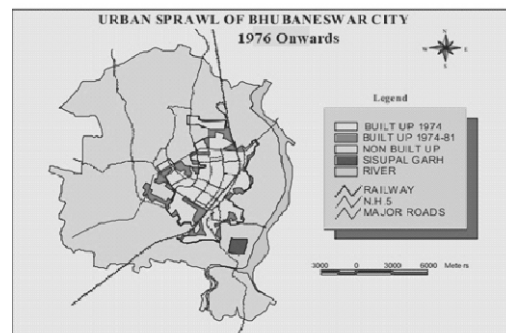 URBAN SPRAWL OF BHUBANESWAR CITY
1976 Onwards
N
W E
S
Legend
BUILT UP 1974
BUILT UP 1974-81
NON BUILT UP
SISUPAL GARH
RIVER
RAILWAY
N.H.5
MAJOR ROADS
3000 0 3000 6000 Meters